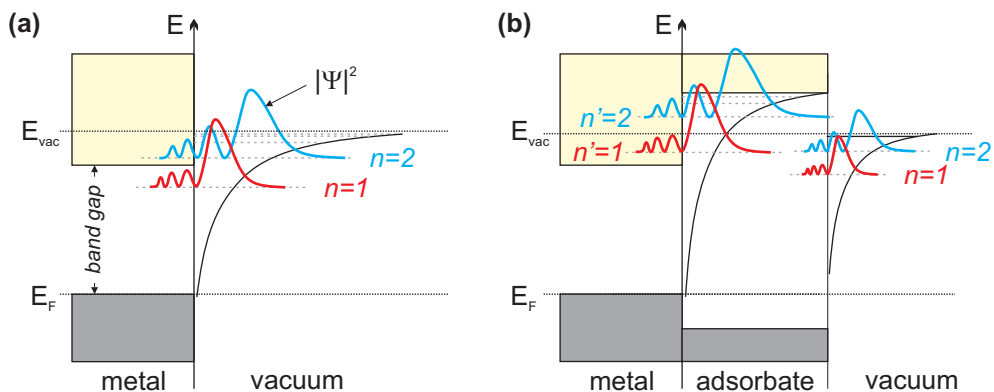 (a)
E
|Ψ|²
E_vac
n=2
n=1
band gap
E_F
metal
vacuum
(b)
E
n'=2
E_vac
n'=1
n=2
n=1
E_F
metal
adsorbate
vacuum